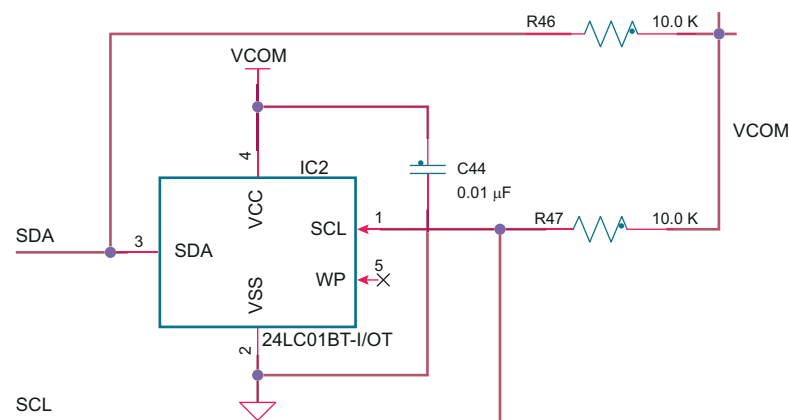 R46 10.0 K
VCOM
VCOM
4
IC2
C44
0.01 μF
VCC
SCL 1
R47 10.0 K
SDA
3
SDA
5
WP
VSS
2
24LC01BT-I/OT
SCL